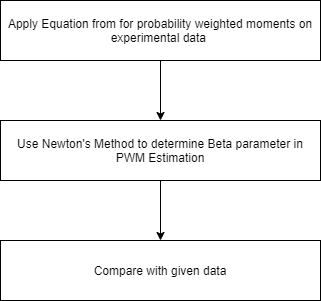 Apply Equation from for probability weighted moments on
experimental data
Use Newton's Method to determine Beta parameter in
PWM Estimation
Compare with given data